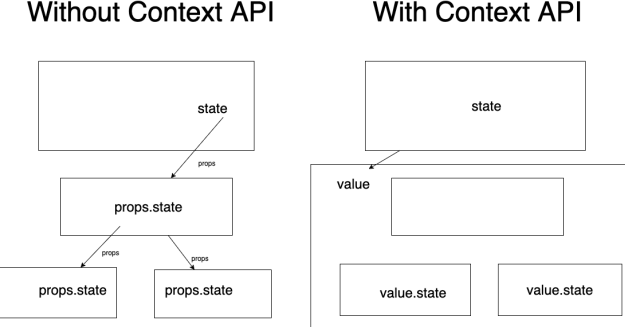 Without Context API
state
props
props.state
props
props
props.state
props.state
With Context API
state
value
value.state
value.state